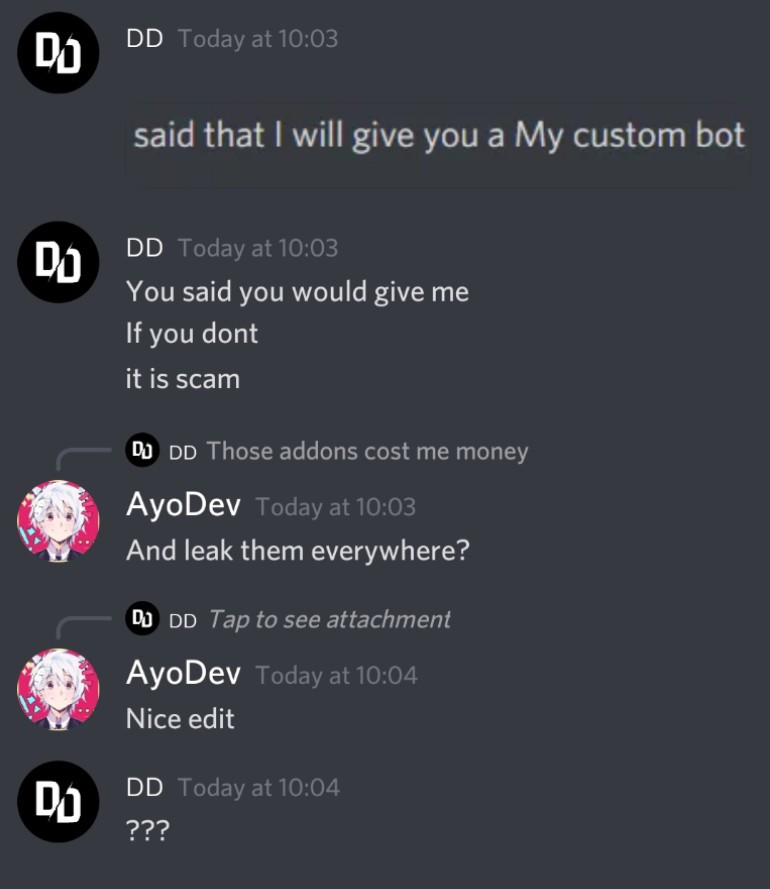 DD Today at 10:03
said that I will give you a My custom bot
DD Today at 10:03
You said you would give me
If you dont
it is scam
DD Those addons cost me money
AyoDev Today at 10:03
And leak them everywhere?
DD Tap to see attachment
AyoDev Today at 10:04
Nice edit
DD Today at 10:04
???